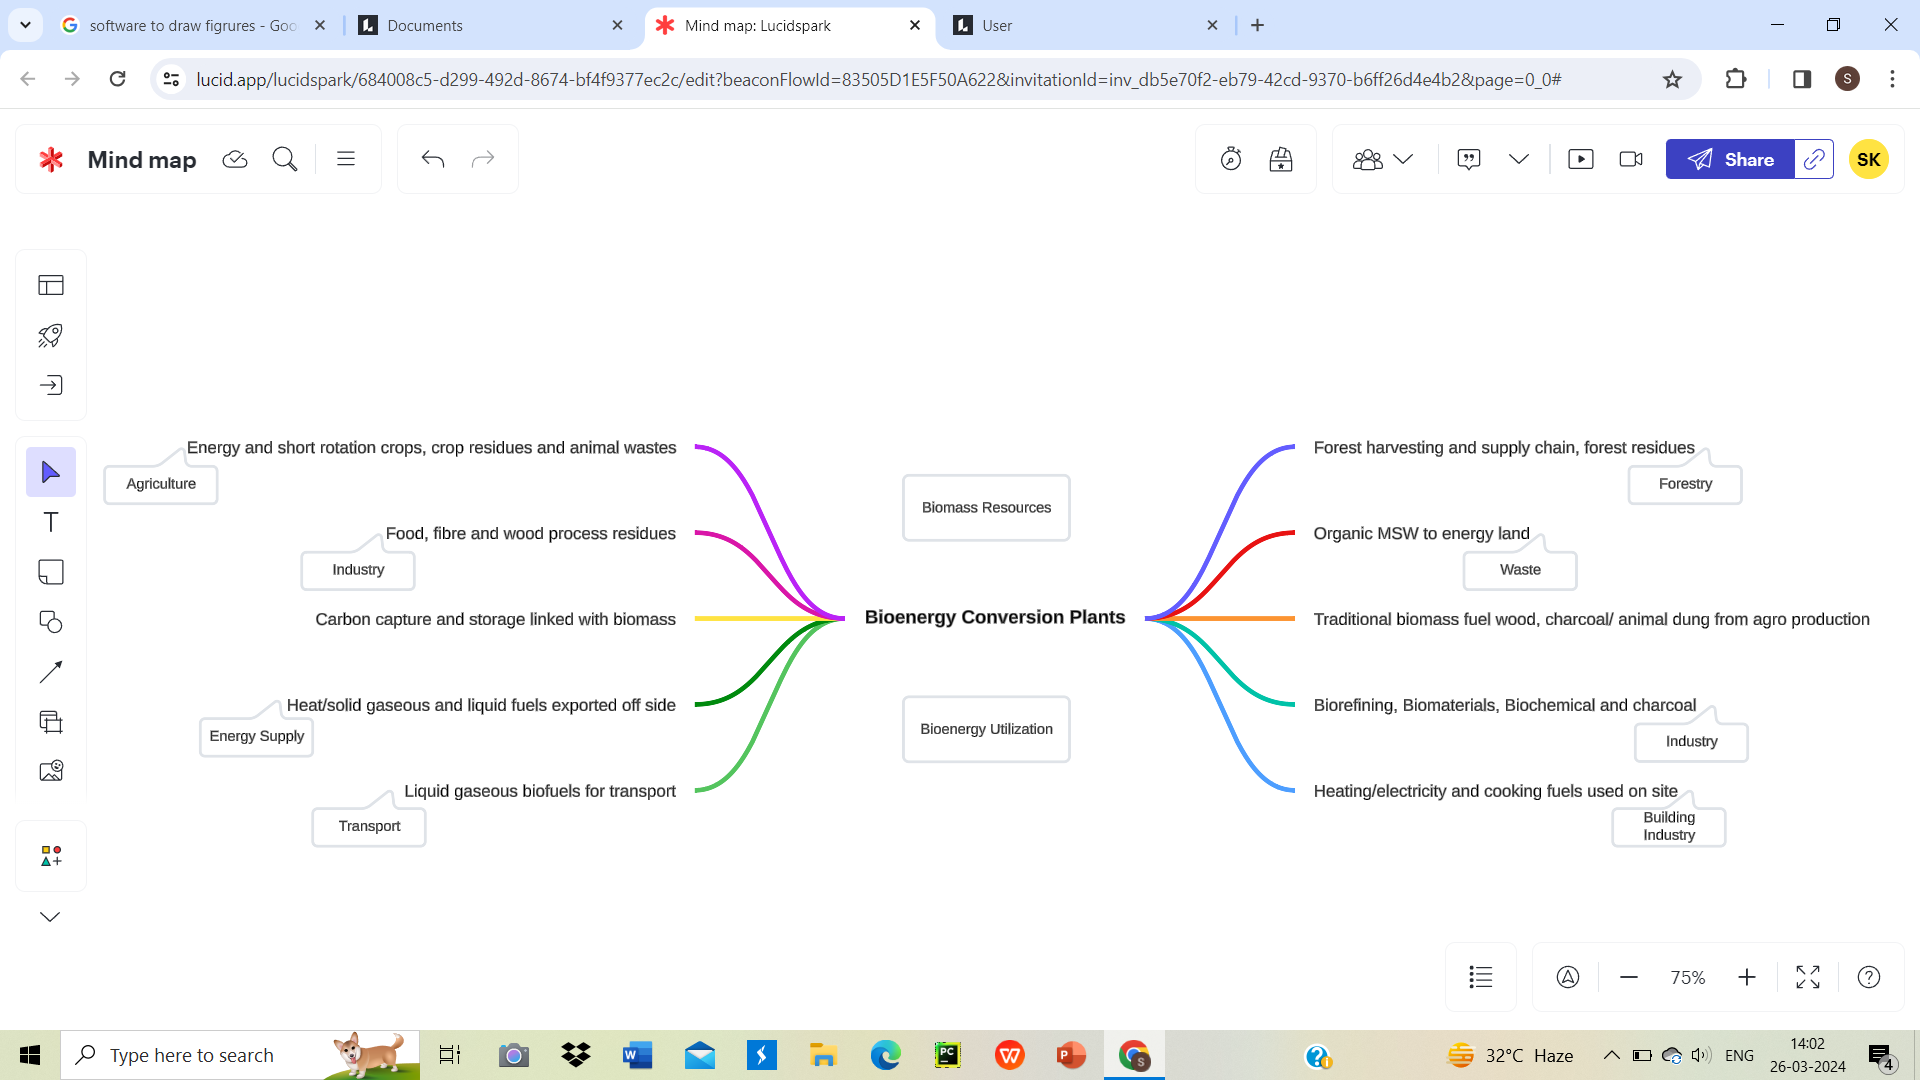 software to draw figrures - Goo
Documents
Mind map: Lucidspark
User
lucid.app/lucidspark/684008c5-d299-492d-8674-bf4f9377ec2c/edit?beaconFlowId=83505D1E5F50A622&invitationId=inv_db5e70f2-eb79-42cd-9370-b6ff26d4e4b2&page=0_0#
S
Mind map
Share
SK
Energy and short rotation crops, crop residues and animal wastes
Agriculture
Food, fibre and wood process residues
Industry
Carbon capture and storage linked with biomass
Heat/solid gaseous and liquid fuels exported off side
Energy Supply
Liquid gaseous biofuels for transport
Transport
Biomass Resources
Bioenergy Conversion Plants
Bioenergy Utilization
Forest harvesting and supply chain, forest residues
Forestry
Organic MSW to energy land
Waste
Traditional biomass fuel wood, charcoal/ animal dung from agro production
Biorefining, Biomaterials, Biochemical and charcoal
Industry
Heating/electricity and cooking fuels used on site
Building
Industry
T
75%
Type here to search
32°C Haze
ENG
14:02
26-03-2024
4